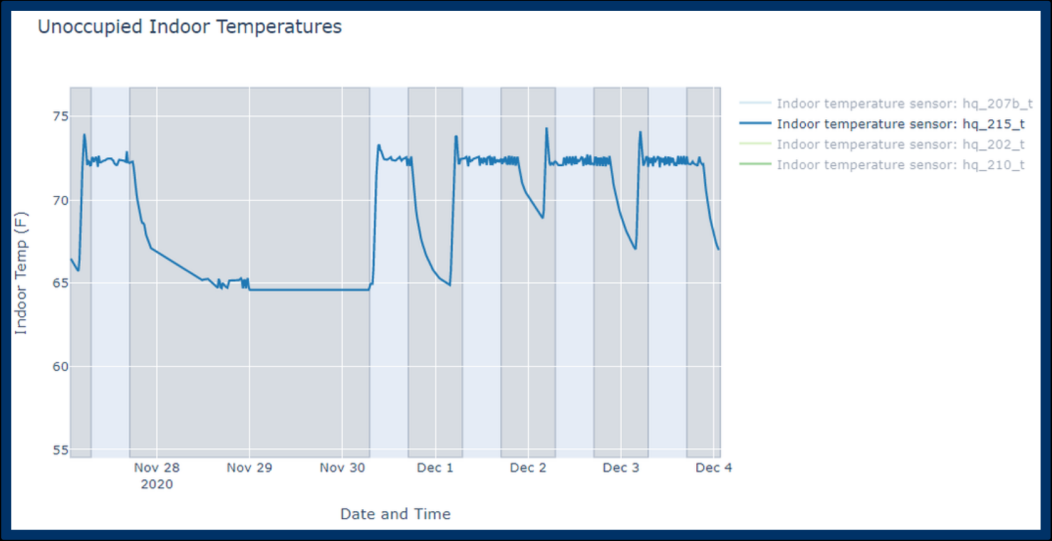 Unoccupied Indoor Temperatures
Indoor temperature sensor: hq_207b_t
Indoor temperature sensor: hq_215_t
Indoor temperature sensor: hq_202_t
Indoor temperature sensor: hq_210_t
75
70
65
60
55
Indoor Temp (F)
Nov 28 Nov 29 Nov 30 Dec 1 Dec 2 Dec 3 Dec 4
2020
Date and Time